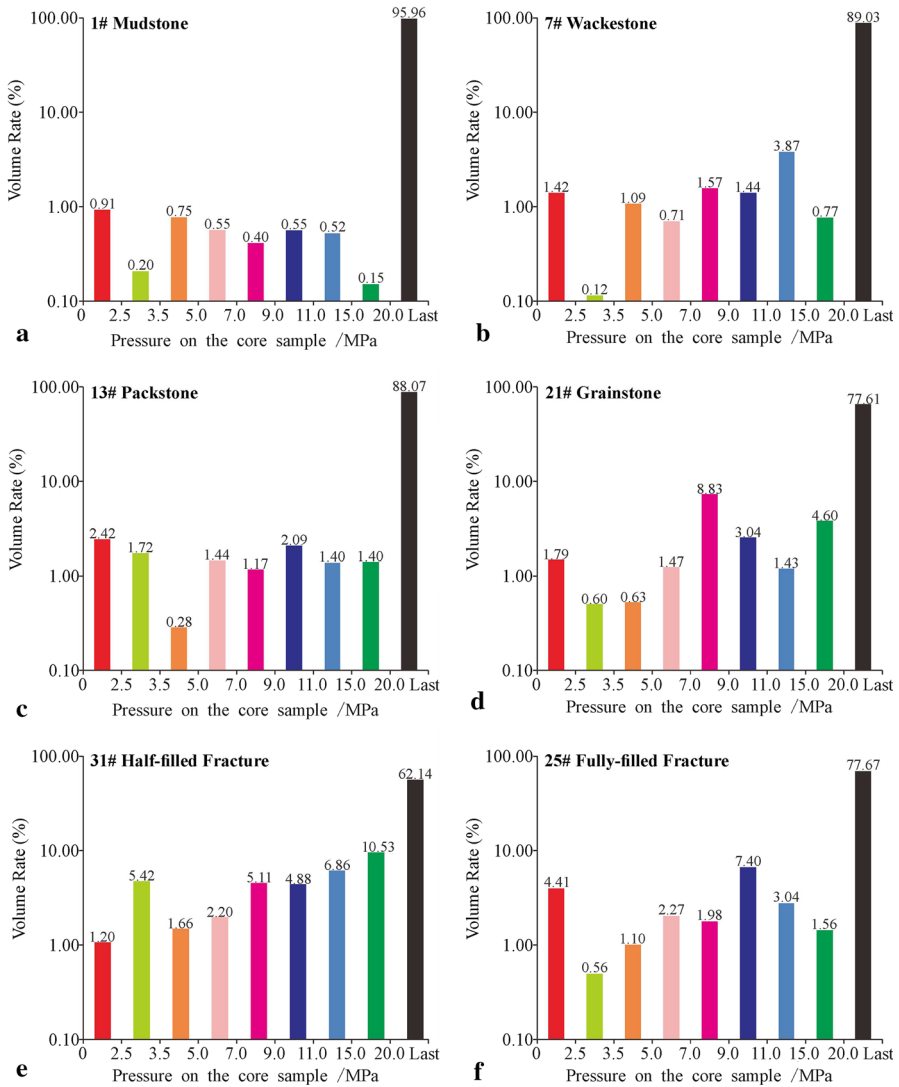 100.00
10.00
1.00
0.10
Volume Rate (%)
1# Mudstone
0.91
0.20
0.75
0.55
0.40
0.55
0.52
0.15
95.96
0 2.5 3.5 5.0 7.0 9.0 11.0 15.0 20.0 Last
Pressure on the core sample /MPa
a
100.00
10.00
1.00
0.10
Volume Rate (%)
7# Wackestone
1.42
0.12
1.09
0.71
1.57
1.44
3.87
0.77
89.03
0 2.5 3.5 5.0 7.0 9.0 11.0 15.0 20.0 Last
Pressure on the core sample /MPa
b
100.00
10.00
1.00
0.10
Volume Rate (%)
13# Packstone
2.42
1.72
0.28
1.44
1.17
2.09
1.40
1.40
88.07
0 2.5 3.5 5.0 7.0 9.0 11.0 15.0 20.0 Last
Pressure on the core sample /MPa
c
100.00
10.00
1.00
0.10
Volume Rate (%)
21# Grainstone
1.79
0.60
0.63
1.47
8.83
3.04
1.43
4.60
77.61
0 2.5 3.5 5.0 7.0 9.0 11.0 15.0 20.0 Last
Pressure on the core sample /MPa
d
100.00
10.00
1.00
0.10
Volume Rate (%)
31# Half-filled Fracture
1.20
5.42
1.66
2.20
5.11
4.88
6.86
10.53
62.14
0 2.5 3.5 5.0 7.0 9.0 11.0 15.0 20.0 Last
Pressure on the core sample /MPa
e
100.00
10.00
1.00
0.10
Volume Rate (%)
25# Fully-filled Fracture
4.41
0.56
1.10
2.27
1.98
7.40
3.04
1.56
77.67
0 2.5 3.5 5.0 7.0 9.0 11.0 15.0 20.0 Last
Pressure on the core sample /MPa
f